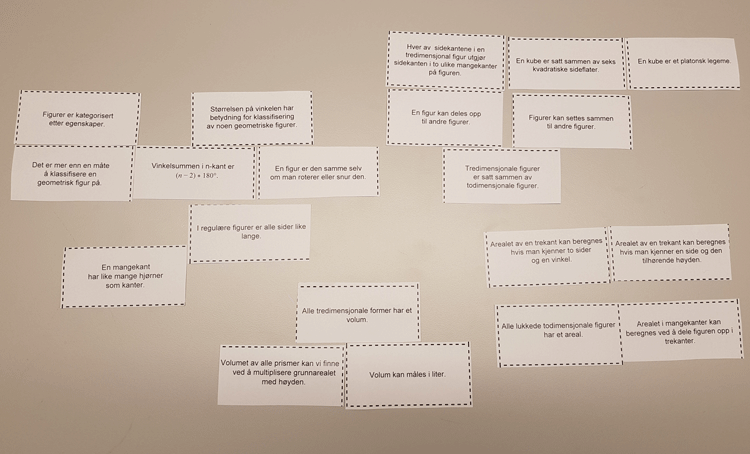 Hver av sidekantene i en
tredimensjonal figur utgjør
sidekanten i to ulike mangekanter
på figuren.
En kube er satt sammen av seks
kvadratiske sideflater.
En kube er et platonsk legeme.
Figurer er kategorisert
etter egenskaper.
Størrelsen på vinkelen har
betydning for klassifisering
av noen geometriske figurer.
En figur kan deles opp
til andre figurer.
Figurer kan settes sammen
til andre figurer.
Det er mer enn en måte
å klassifisere en
geometrisk figur på.
Vinkelsummen i n-kant er
(n − 2) • 180°.
En figur er den samme selv
om man roterer eller snur den.
Tredimensjonale figurer
er satt sammen av
todimensjonale figurer.
I regulære figurer er alle sider like
lange.
En mangekant
har like mange hjørner
som kanter.
Arealet av en trekant kan beregnes
hvis man kjenner to sider
og en vinkel.
Arealet av en trekant kan beregnes
hvis man kjenner en side og den
tilhørende høyden.
Alle tredimensjonale former har et
volum.
Alle lukkede todimensjonale figurer
har et areal.
Arealet i mangekanter kan
beregnes ved å dele figuren opp i
trekanter.
Volumet av alle prismer kan vi finne
ved å multiplisere grunnarealet
med høyden.
Volum kan måles i liter.